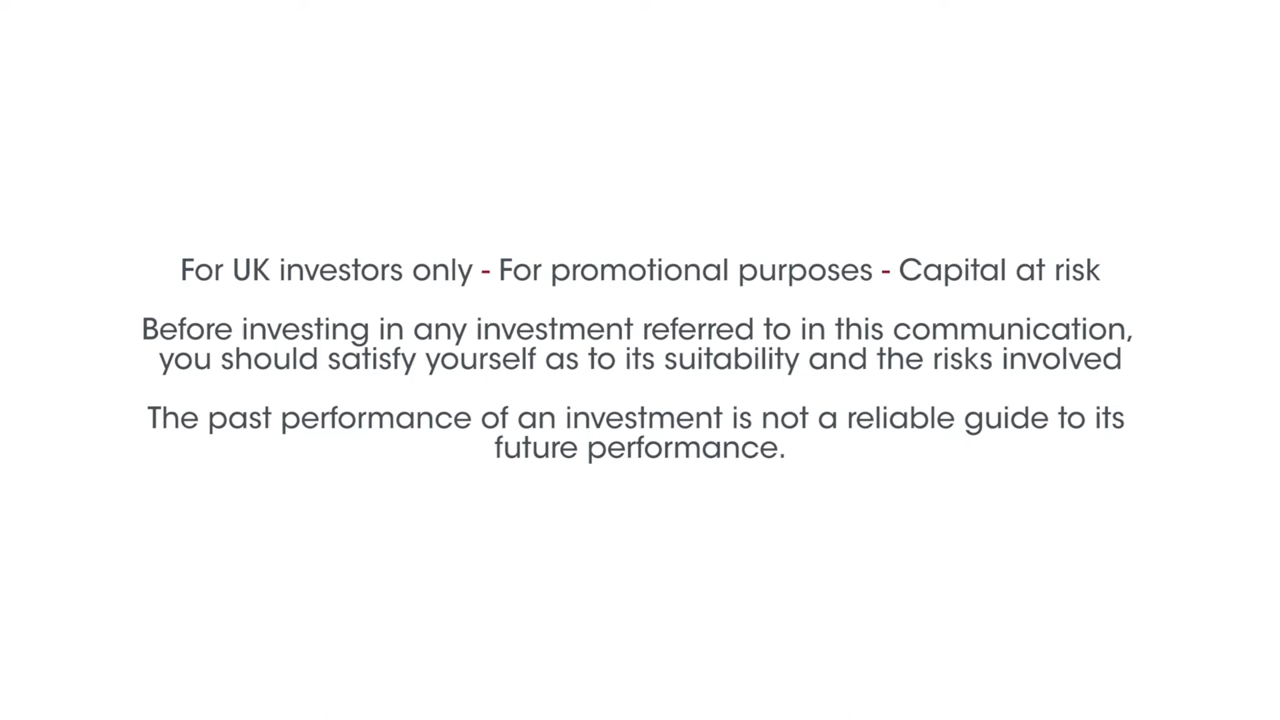 For UK investors only - For promotional purposes - Capital at risk
Before investing in any investment referred to in this communication,
you should satisfy yourself as to its suitability and the risks involved
The past performance of an investment is not a reliable guide to its
future performance.